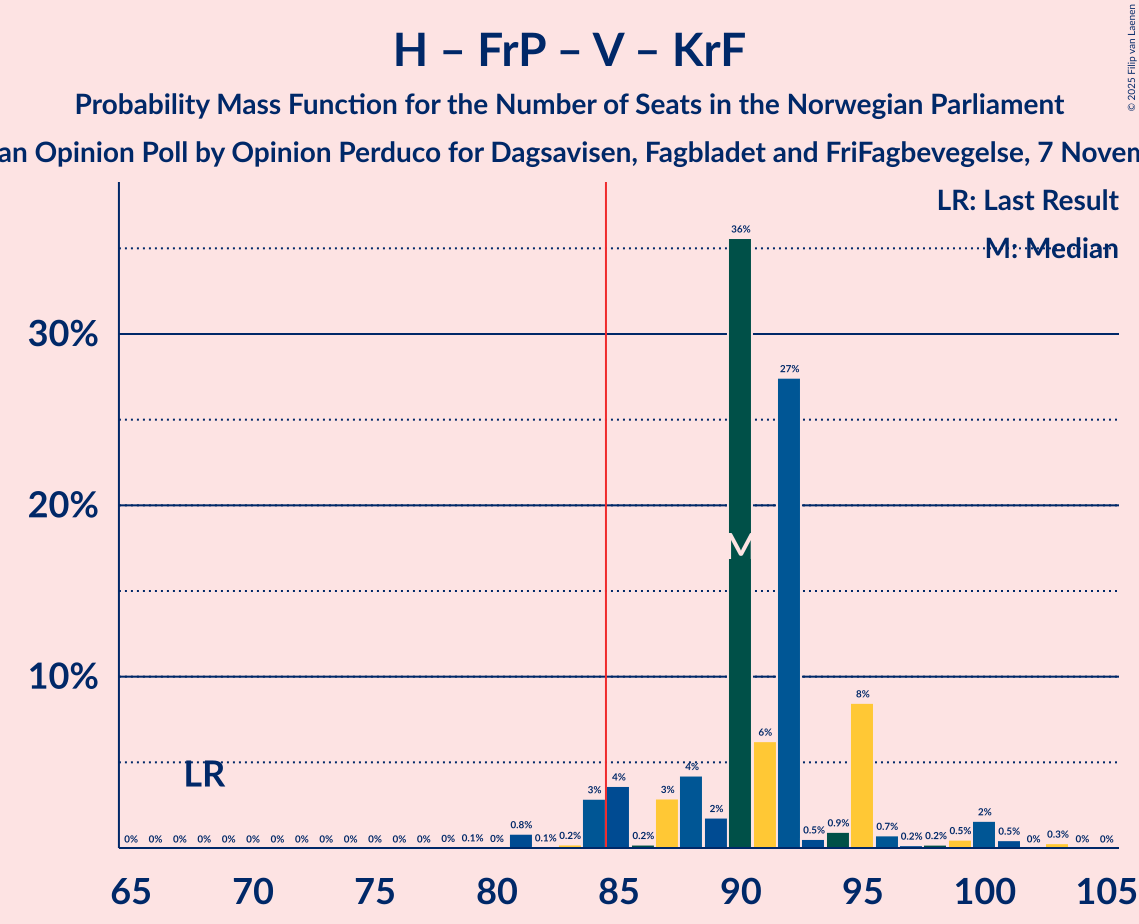 H – FrP – V – KrF
Probability Mass Function for the Number of Seats in the Norwegian Parliament
an Opinion Poll by Opinion Perduco for Dagsavisen, Fagbladet and FriFagbevegelse, 7
© 2025 Filip van Laenen
LR: Last Result
M: Median
30%
20%
10%
LR
M
0% 0% 0% 0% 0% 0% 0% 0% 0% 0% 0% 0% 0% 0% 0.1% 0% 0.8% 0.1% 0.2% 3% 4% 0.2% 3% 4% 2% 36% 6% 27% 0.5% 0.9% 8% 0.7% 0.2% 0.2% 0.5% 2% 0.5% 0% 0.3% 0% 0%
65 70 75 80 85 90 95 100 105